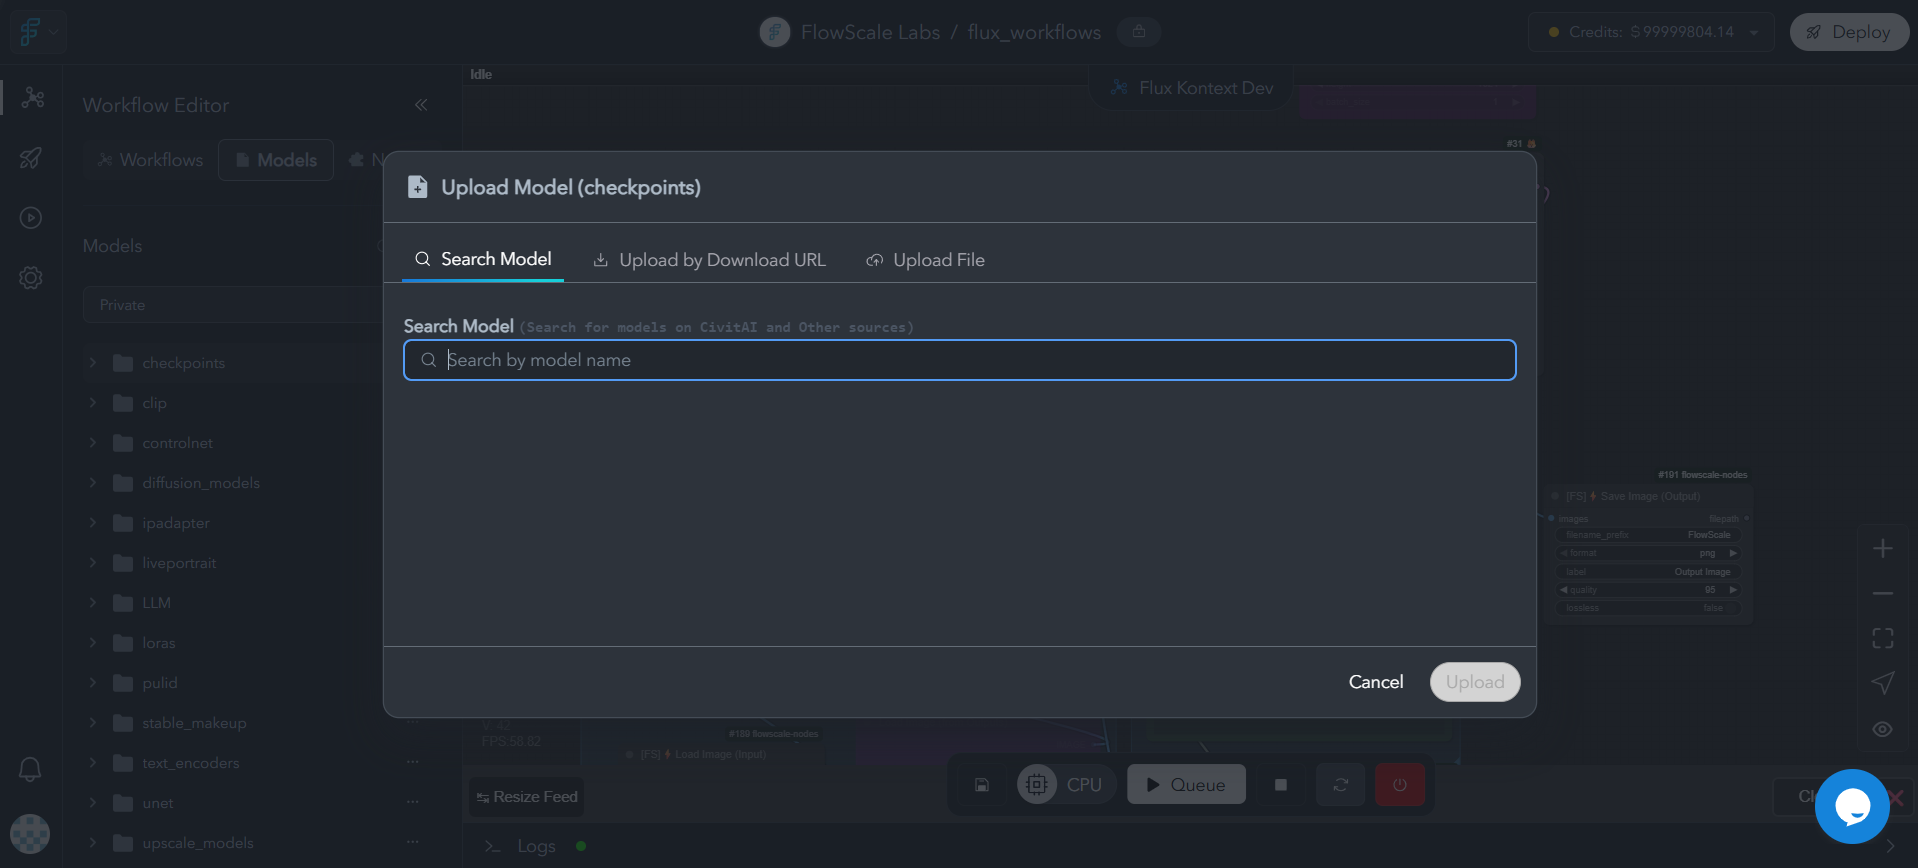 FlowScale Labs / flux_workflows
Credits: $ 99999804.14
Deploy
Idle
Workflow Editor
Flux Kontext Dev
Workflows
Models
N
#31
Upload Model (checkpoints)
Search Model
Upload by Download URL
Upload File
Models
Private
Search Model (Search for models on CivitAI and Other sources)
Search by model name
checkpoints
clip
controlnet
diffusion_models
ipadapter
liveportrait
LLM
loras
pulid
stable_makeup
text_encoders
unet
upscale_models
#191 flowscale-nodes
[FS] Save Image (Output)
images
filepath
filename_prefix
FlowScale
format
png
label
Output Image
quality
95
lossless
false
Cancel
Upload
V: 42
FPS:58.82
#188 flowscale-nodes
[FS] Load Image (Input)
Resize Feed
CPU
Queue
Logs